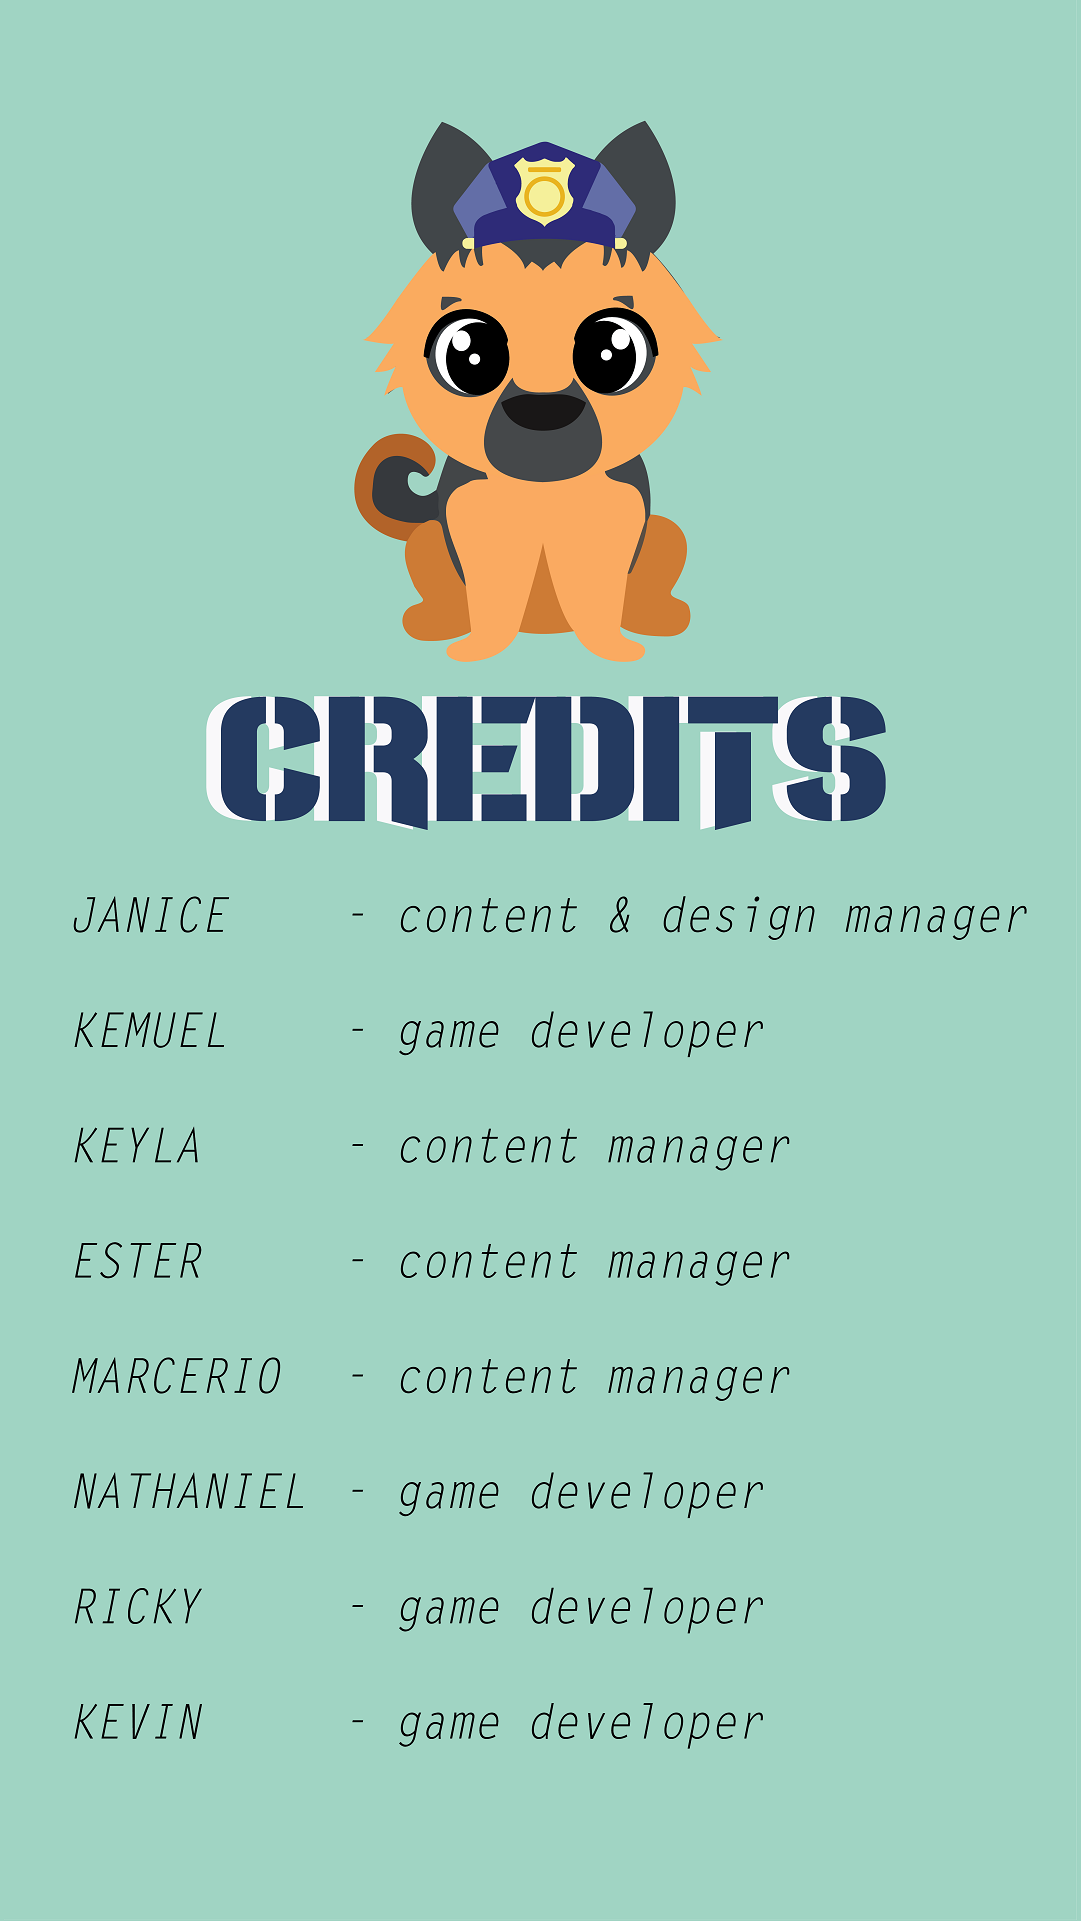 CREDITS
JANICE - content & design manager
KEMUEL - game developer
KEYLA - content manager
ESTER - content manager
MARCERIO - content manager
NATHANIEL - game developer
RICKY - game developer
KEVIN - game developer